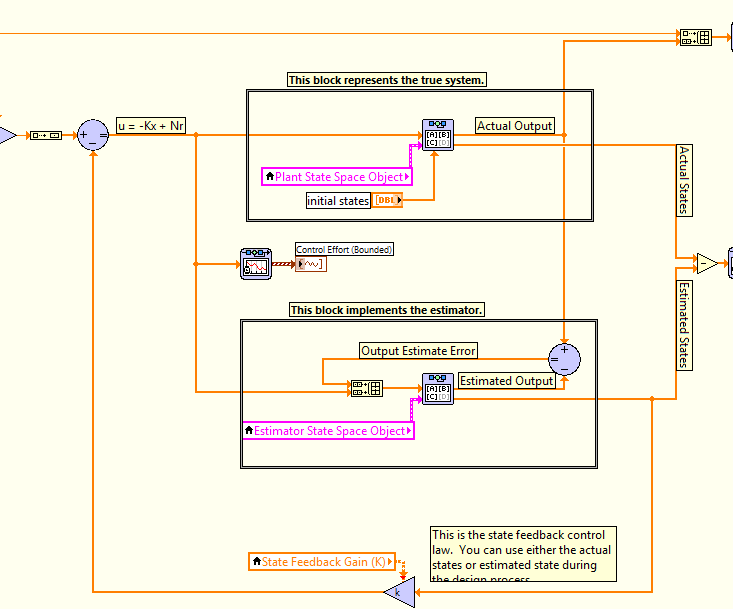 This block represents the true system.
u = -Kx + Nr
+
−
=
[A][B]
[C][D]
Actual Output
Plant State Space Object
initial states
[DBL]
Actual States
Control Effort (Bounded)
−
This block implements the estimator.
Estimated States
Output Estimate Error
+
=
−
[A][B]
[C][D]
Estimated Output
Estimator State Space Object
This is the state feedback control
law. You can use either the actual
states or estimated state during
the design process
State Feedback Gain (K)
k